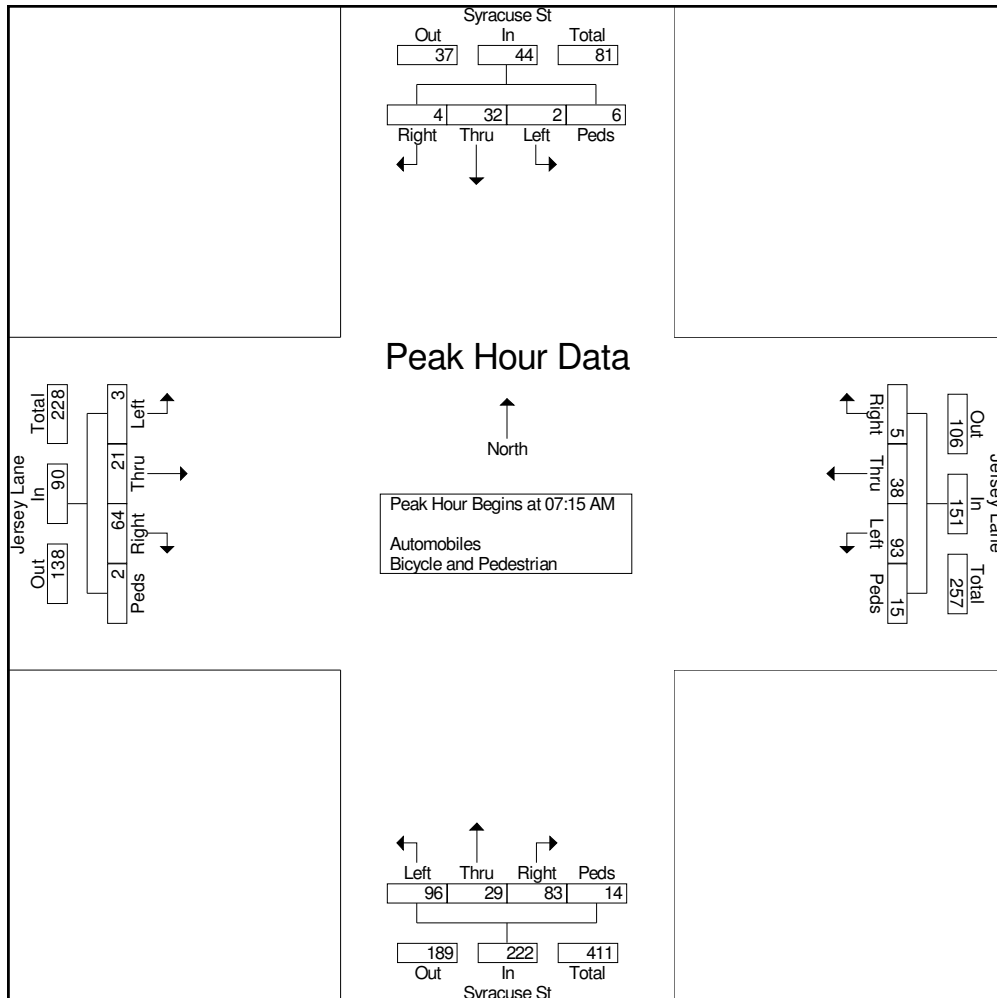 Syracuse St
Out In Total
37 44 81
4 32 2 6
Right Thru Left Peds
Peak Hour Data
North
Peak Hour Begins at 07:15 AM
Automobiles
Bicycle and Pedestrian
Jersey Lane
Out In Total
138 90 228
Left Thru Right Peds
3 21 64 2
Jersey Lane
Out In Total
106 151 257
Right Thru Left Peds
5 38 93 15
Left Thru Right Peds
96 29 83 14
189 222 411
Out In Total
Syracuse St